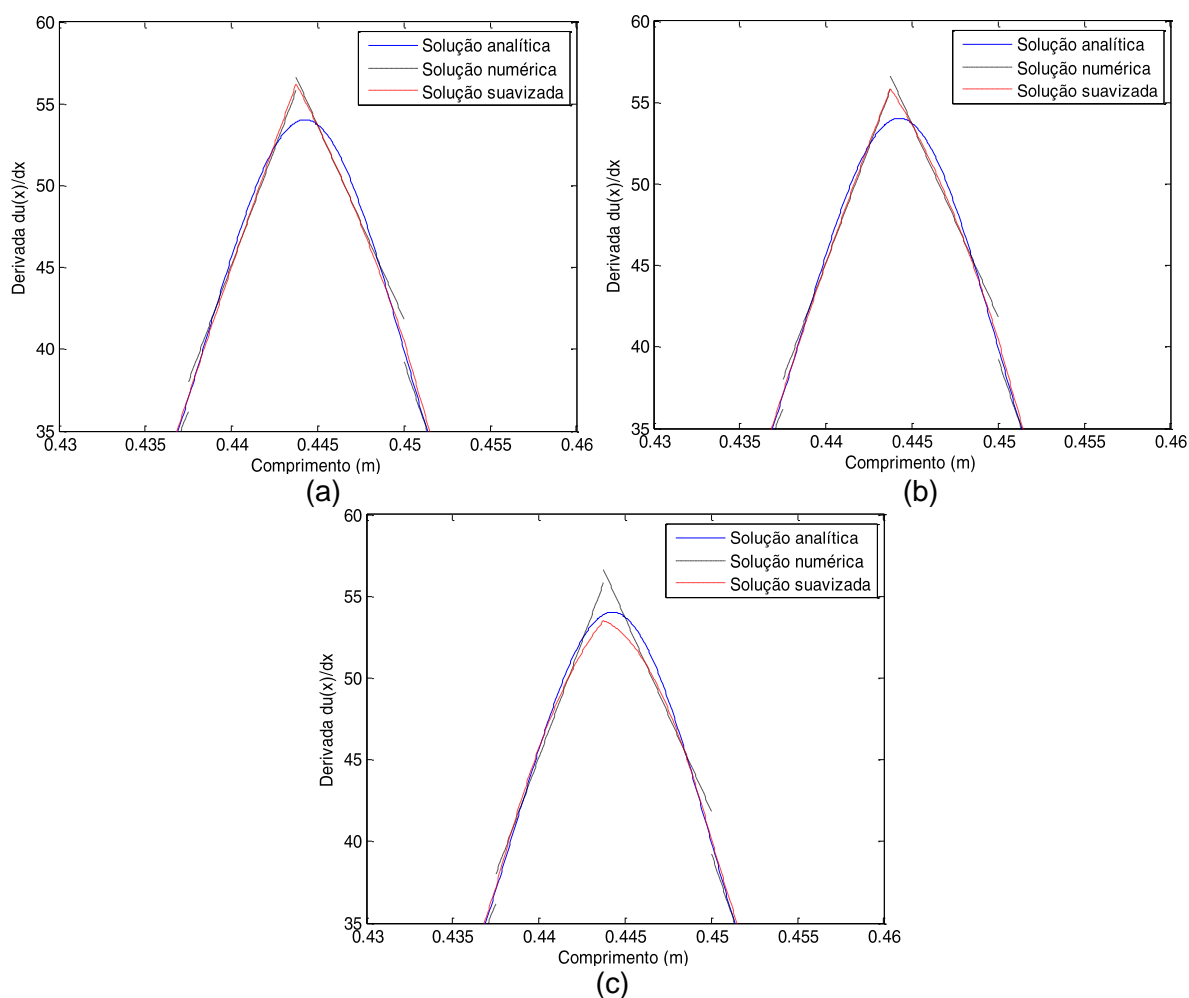 60
55
50
45
40
35
Derivada du(x)/dx
Solução analítica
Solução numérica
Solução suavizada
0.43 0.435 0.44 0.445 0.45 0.455 0.46
Comprimento (m)
(a)
60
55
50
45
40
35
Derivada du(x)/dx
Solução analítica
Solução numérica
Solução suavizada
0.43 0.435 0.44 0.445 0.45 0.455 0.46
Comprimento (m)
(b)
60
55
50
45
40
35
Derivada du(x)/dx
Solução analítica
Solução numérica
Solução suavizada
0.43 0.435 0.44 0.445 0.45 0.455 0.46
Comprimento (m)
(c)